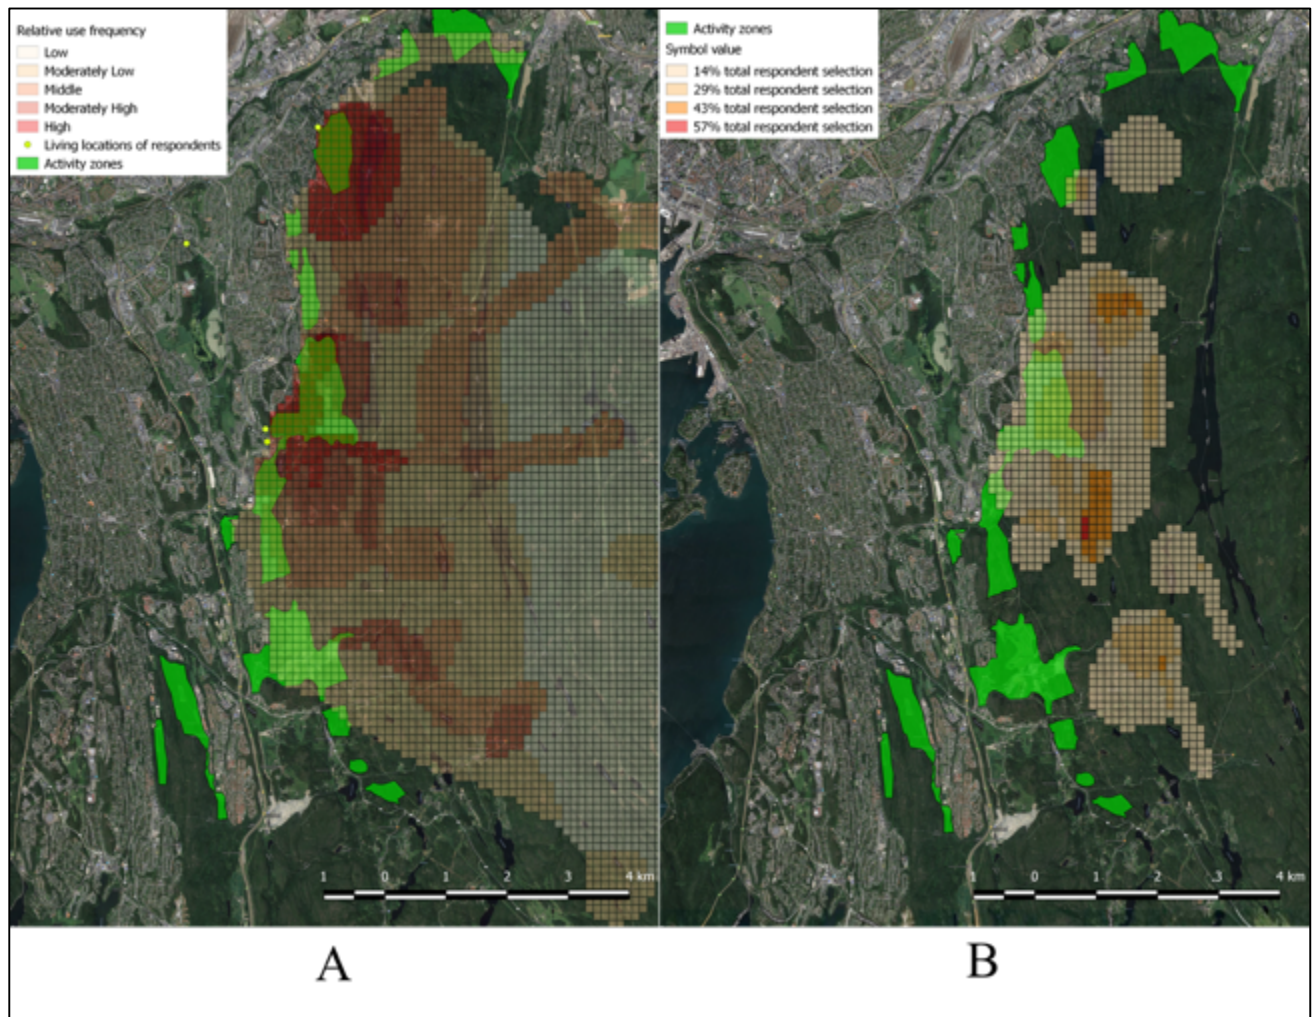 Relative use frequency
Low
Moderately Low
Middle
Moderately High
High
Living locations of respondents
Activity zones
1 0 1 2 3 4 km
Activity zones
Symbol value
14% total respondent selection
29% total respondent selection
43% total respondent selection
57% total respondent selection
1 0 1 2 3 4 km
A
B